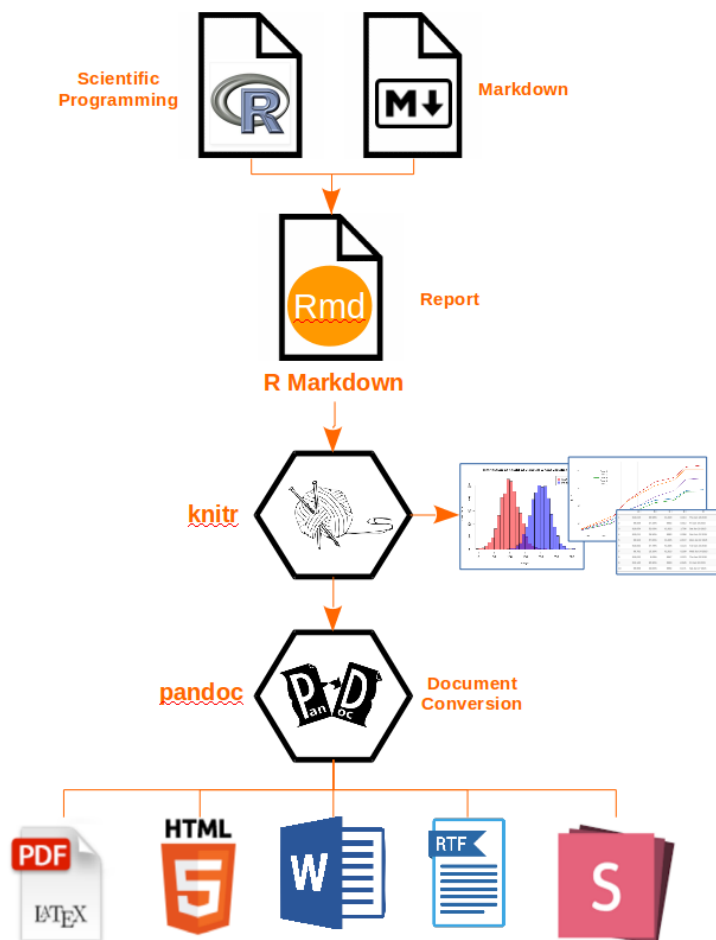 Scientific
Programming
R
M
Markdown
Rmd
Report
R Markdown
knitr
pandoc
Pan
Doc
Document
Conversion
PDF
LATEX
HTML
5
W
RTF
S